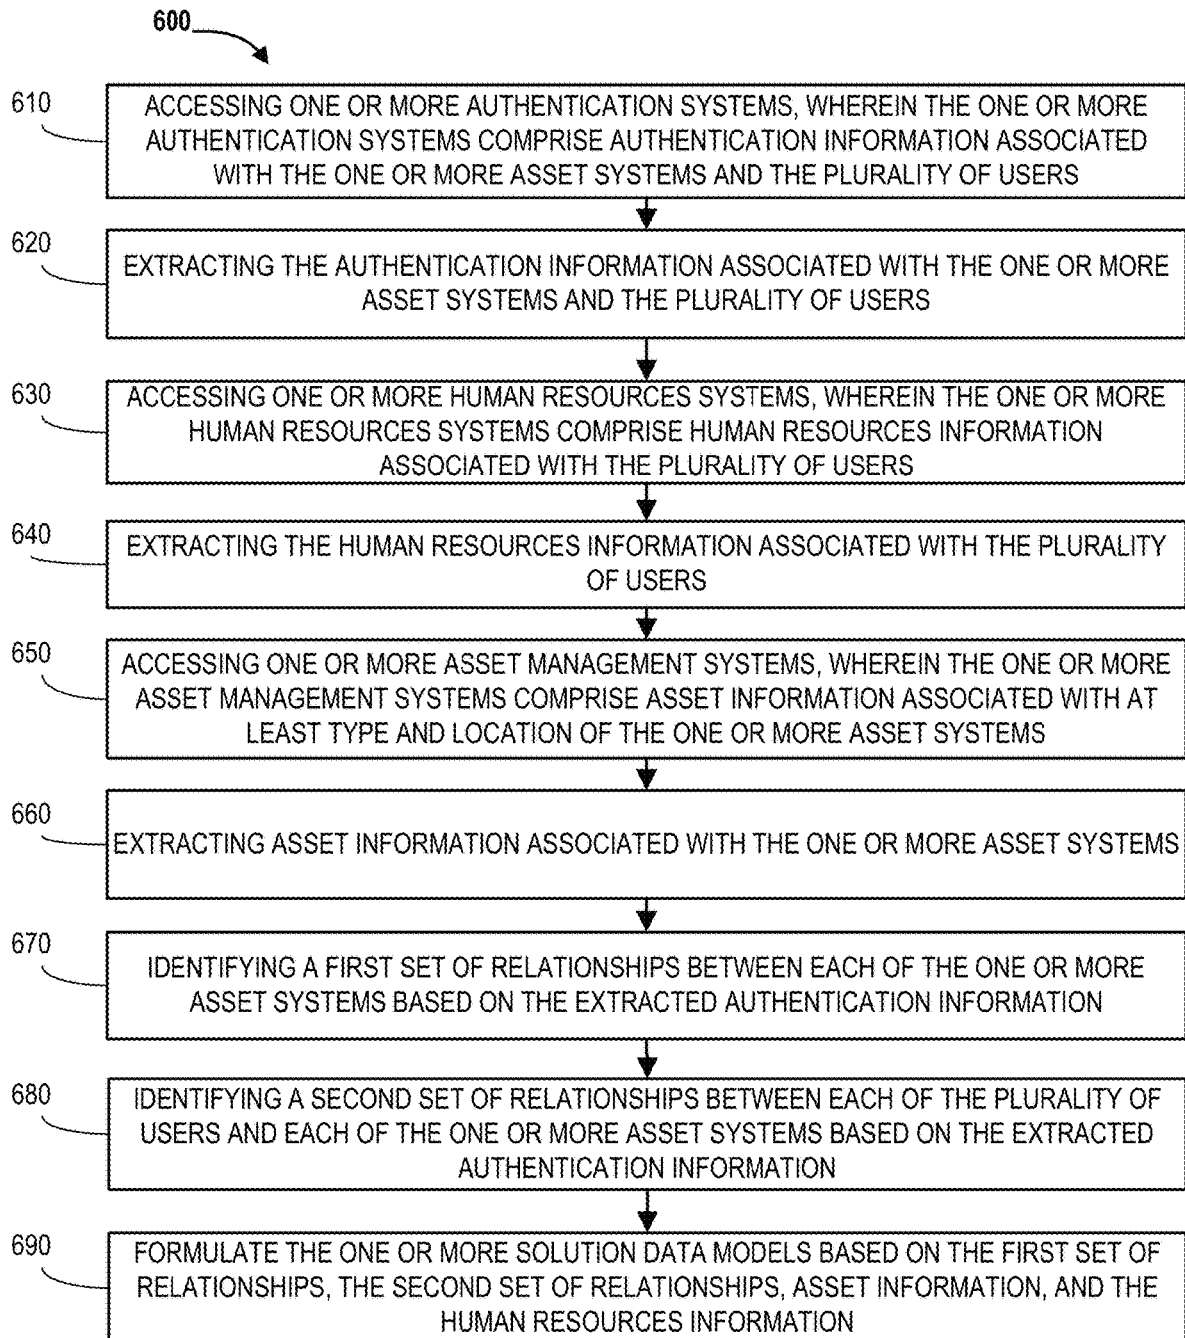 600
610
ACCESSING ONE OR MORE AUTHENTICATION SYSTEMS, WHEREIN THE ONE OR MORE
AUTHENTICATION SYSTEMS COMPRISE AUTHENTICATION INFORMATION ASSOCIATED
WITH THE ONE OR MORE ASSET SYSTEMS AND THE PLURALITY OF USERS
620
EXTRACTING THE AUTHENTICATION INFORMATION ASSOCIATED WITH THE ONE OR MORE
ASSET SYSTEMS AND THE PLURALITY OF USERS
630
ACCESSING ONE OR MORE HUMAN RESOURCES SYSTEMS, WHEREIN THE ONE OR MORE
HUMAN RESOURCES SYSTEMS COMPRISE HUMAN RESOURCES INFORMATION
ASSOCIATED WITH THE PLURALITY OF USERS
640
EXTRACTING THE HUMAN RESOURCES INFORMATION ASSOCIATED WITH THE PLURALITY
OF USERS
650
ACCESSING ONE OR MORE ASSET MANAGEMENT SYSTEMS, WHEREIN THE ONE OR MORE
ASSET MANAGEMENT SYSTEMS COMPRISE ASSET INFORMATION ASSOCIATED WITH AT
LEAST TYPE AND LOCATION OF THE ONE OR MORE ASSET SYSTEMS
660
EXTRACTING ASSET INFORMATION ASSOCIATED WITH THE ONE OR MORE ASSET SYSTEMS
670
IDENTIFYING A FIRST SET OF RELATIONSHIPS BETWEEN EACH OF THE ONE OR MORE
ASSET SYSTEMS BASED ON THE EXTRACTED AUTHENTICATION INFORMATION
680
IDENTIFYING A SECOND SET OF RELATIONSHIPS BETWEEN EACH OF THE PLURALITY OF
USERS AND EACH OF THE ONE OR MORE ASSET SYSTEMS BASED ON THE EXTRACTED
AUTHENTICATION INFORMATION
690
FORMULATE THE ONE OR MORE SOLUTION DATA MODELS BASED ON THE FIRST SET OF
RELATIONSHIPS, THE SECOND SET OF RELATIONSHIPS, ASSET INFORMATION, AND THE
HUMAN RESOURCES INFORMATION